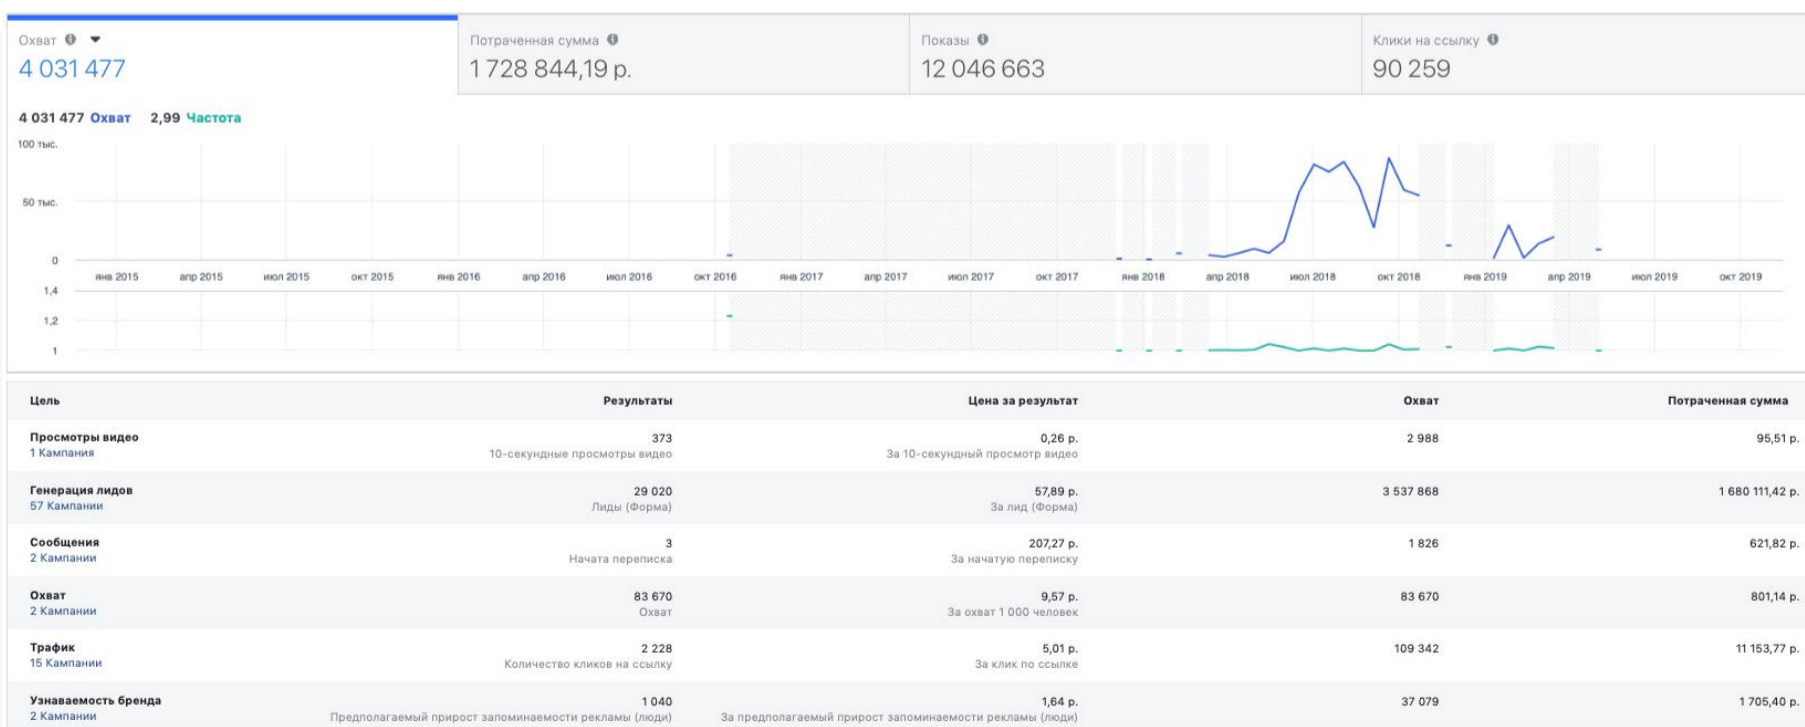 Охват
4 031 477
Потраченная сумма
1 728 844,19 р.
Показы
12 046 663
Клики на ссылку
90 259
4 031 477 Охват 2,99 Частота
100 тыс.
50 тыс.
0
янв 2015 апр 2015 июл 2015 окт 2015 янв 2016 апр 2016 июл 2016 окт 2016 янв 2017 апр 2017 июл 2017 окт 2017 янв 2018 апр 2018 июл 2018 окт 2018 янв 2019 апр 2019 июл 2019 окт 2019
1,4
1,2
1
Цель Результаты Цена за результат Охват Потраченная сумма
Просмотры видео 373 0,26 р. 2 988 95,51 р.
1 Кампания 10-секундные просмотры видео За 10-секундный просмотр видео
Генерация лидов 29 020 57,89 р. 3 537 868 1 680 111,42 р.
57 Кампании Лиды (Форма) За лид (Форма)
Сообщения 3 207,27 р. 1 826 621,82 р.
2 Кампании Начата переписка За начатую переписку
Охват 83 670 9,57 р. 83 670 801,14 р.
2 Кампании Охват За охват 1 000 человек
Трафик 2 228 5,01 р. 109 342 11 153,77 р.
15 Кампании Количество кликов на ссылку За клик по ссылке
Узнаваемость бренда 1 040 1,64 р. 37 079 1 705,40 р.
2 Кампании Предполагаемый прирост запоминаемости рекламы (люди) За предполагаемый прирост запоминаемости рекламы (люди)